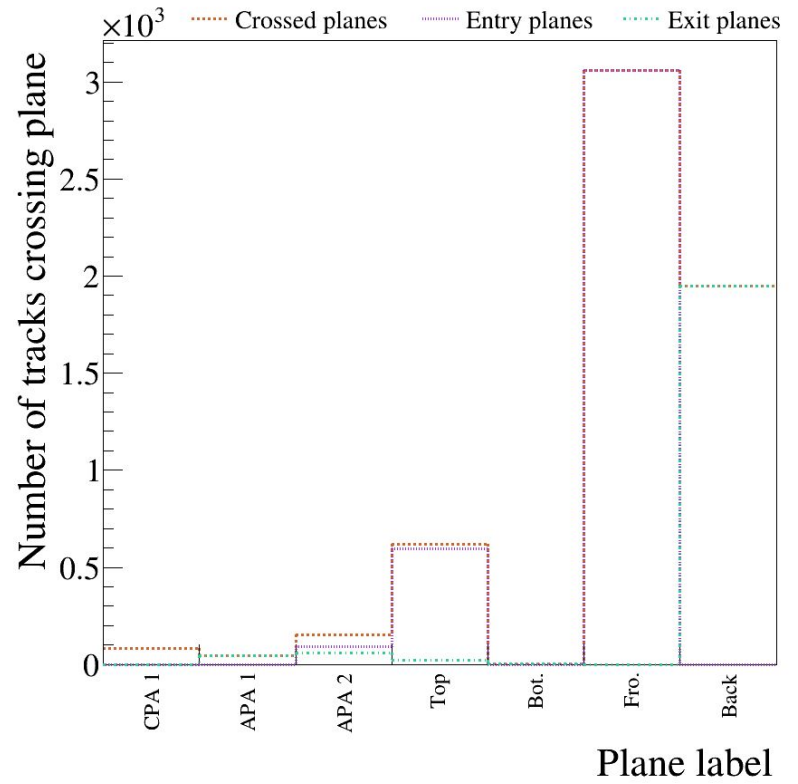 ×10³
Crossed planes Entry planes Exit planes
Number of tracks crossing plane
3
2.5
2
1.5
1
0.5
0
CPA 1 APA 1 APA 2 Top Bot. Fro. Back
Plane label